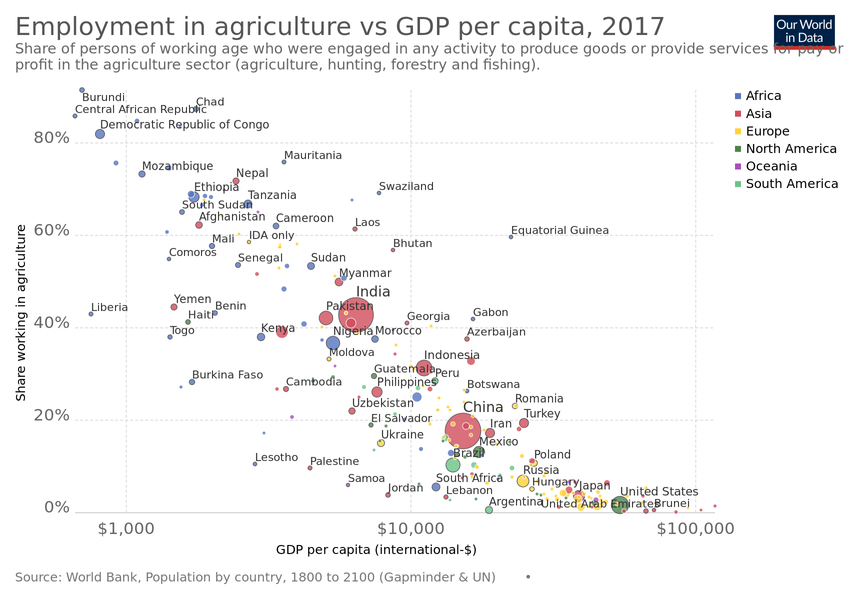 Employment in agriculture vs GDP per capita, 2017
Our World
in Data
Share of persons of working age who were engaged in any activity to produce goods or provide services for pay or
profit in the agriculture sector (agriculture, hunting, forestry and fishing).
Africa
Asia
Europe
North America
Oceania
South America
Share working in agriculture
80%
60%
40%
20%
0%
Burundi
Chad
Central African Republic
Democratic Republic of Congo
Mauritania
Mozambique
Nepal
Ethiopia
Swaziland
Tanzania
South Sudan
Afghanistan
Cameroon
Laos
Mali
IDA only
Equatorial Guinea
Bhutan
Comoros
Senegal
Sudan
Myanmar
India
Yemen
Benin
Pakistan
Liberia
Haiti
Georgia
Gabon
Togo
Kenya
Nigeria
Morocco
Azerbaijan
Moldova
Indonesia
Burkina Faso
Guatemala
Peru
Cambodia
Philippines
Botswana
Uzbekistan
China
Romania
El Salvador
Iran
Turkey
Ukraine
Mexico
Lesotho
Palestine
Brazil
Poland
Samoa
South Africa
Russia
Jordan
Lebanon
Hungary
Japan
United States
Argentina
United Arab Emirates
Brunei
$1,000
$10,000
$100,000
GDP per capita (international-$)
Source: World Bank, Population by country, 1800 to 2100 (Gapminder & UN)